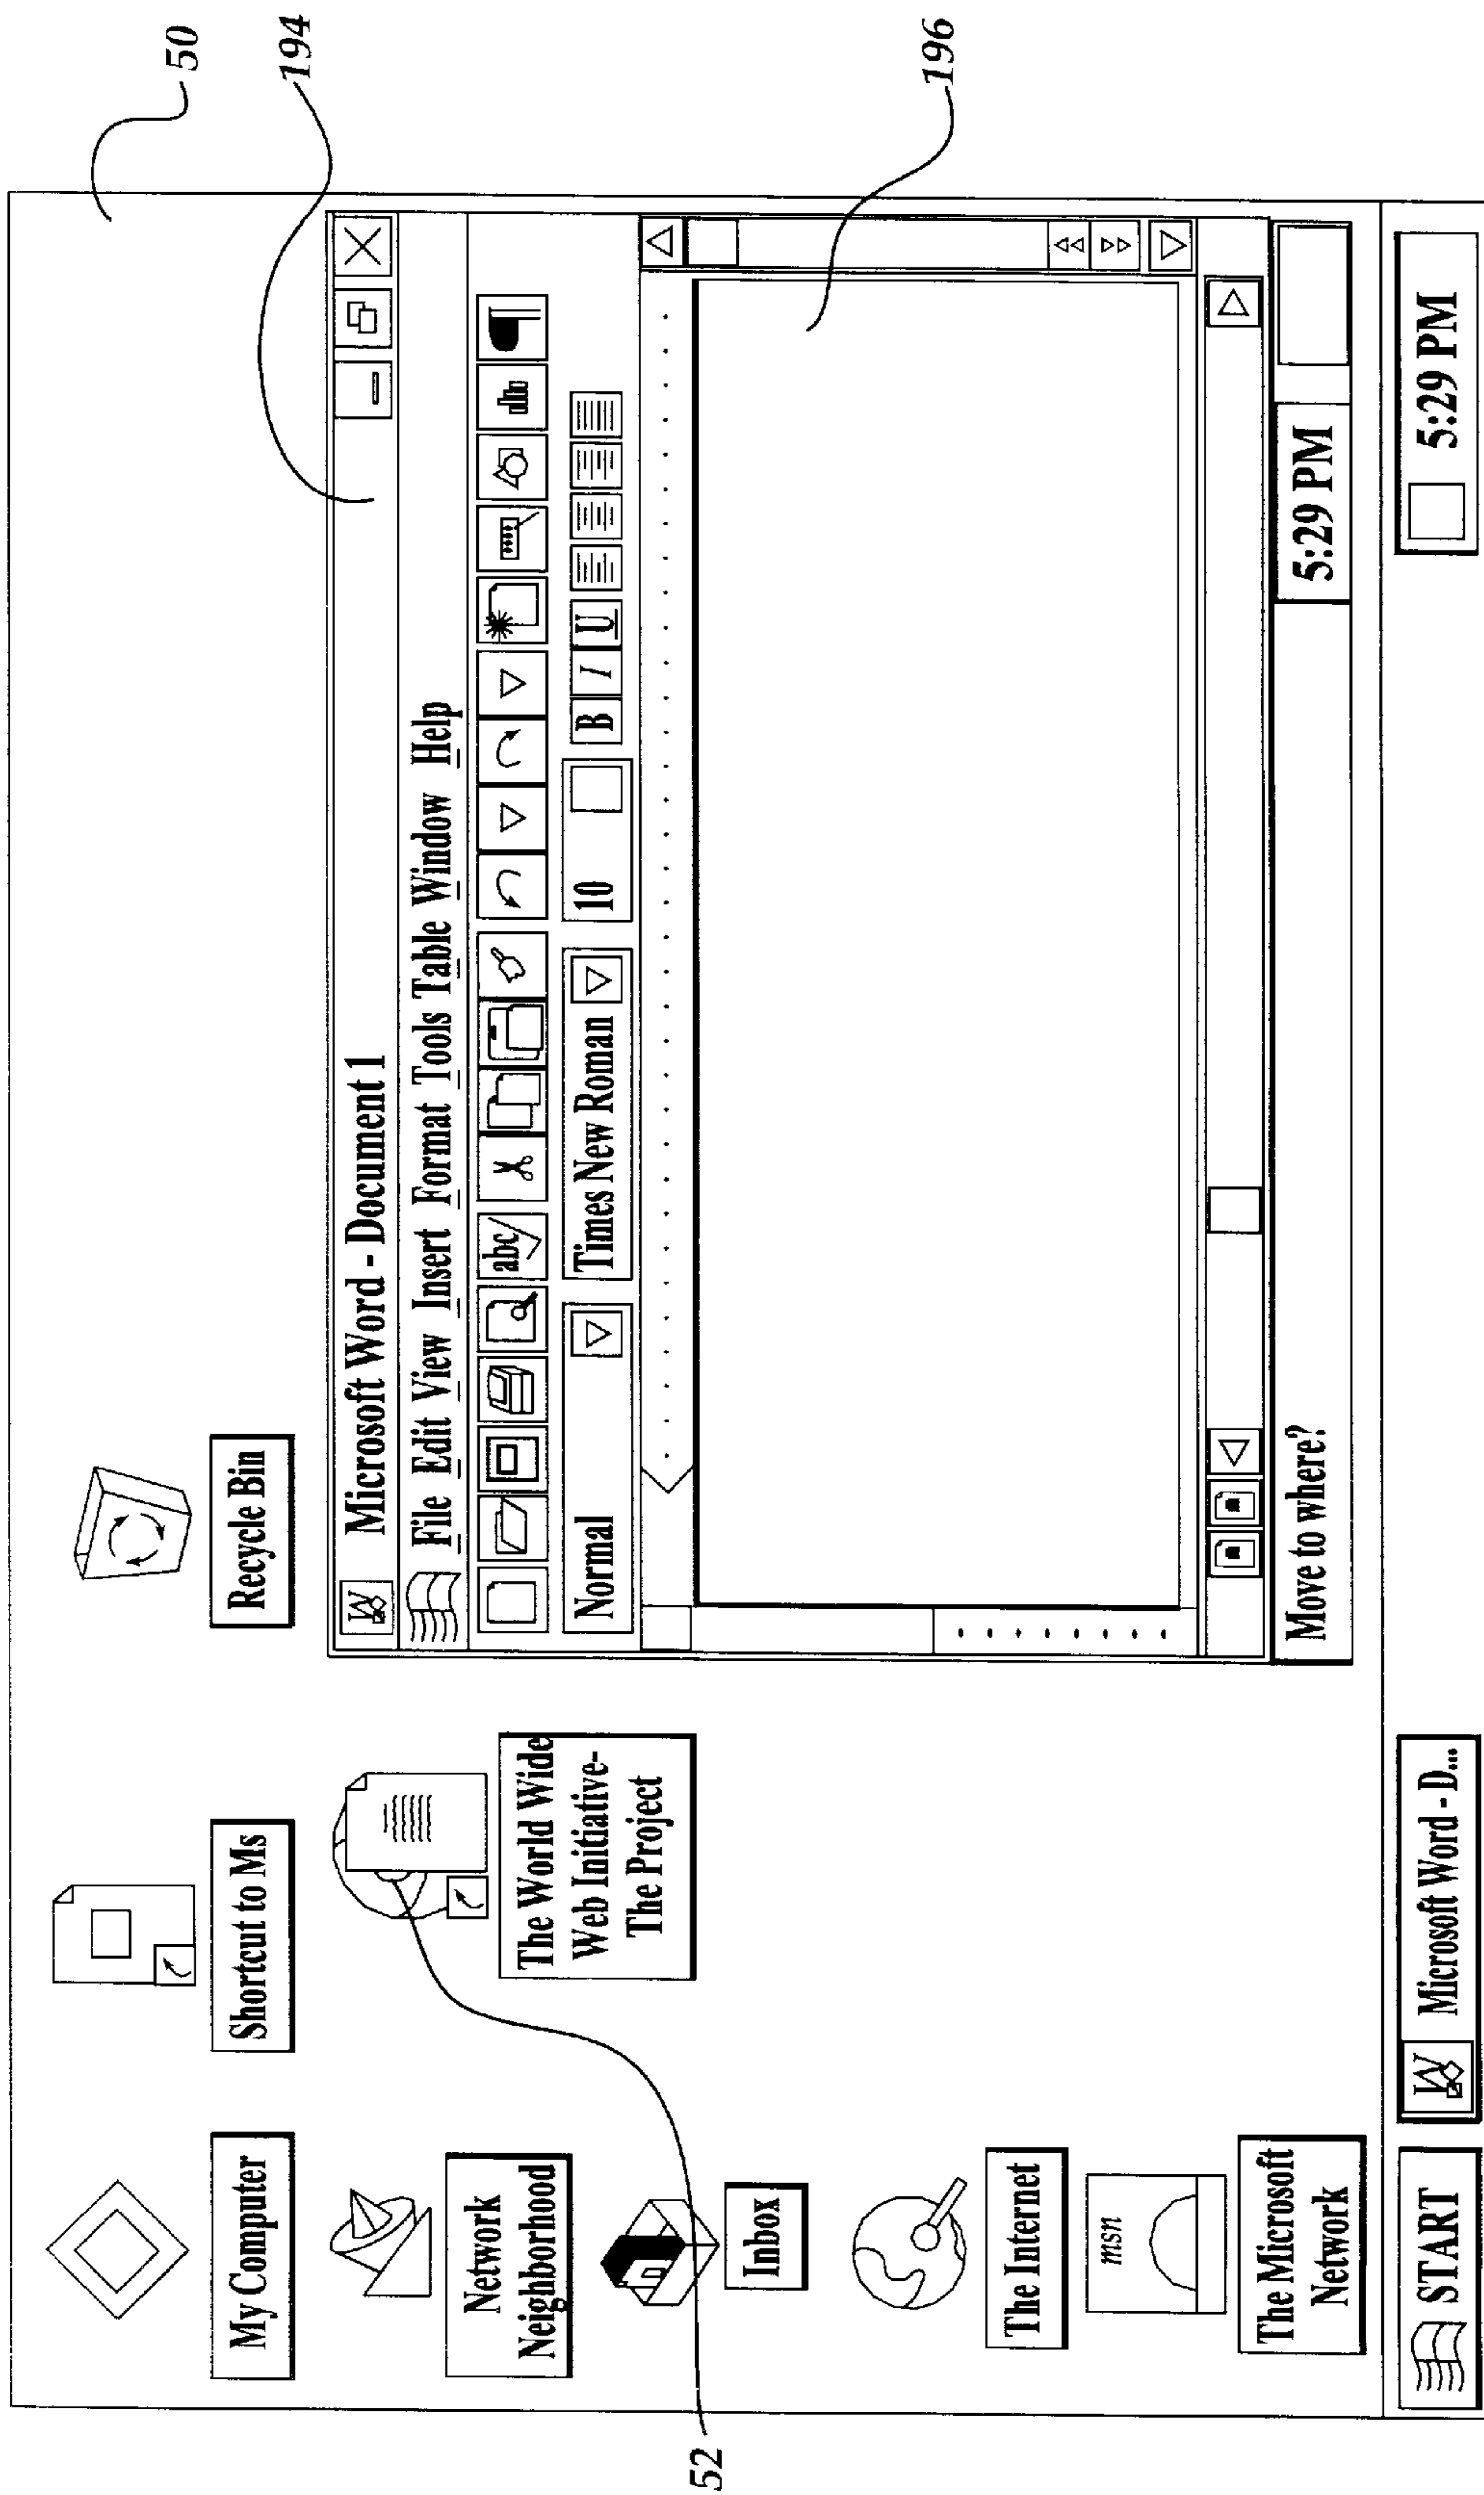 50
194
196
52
My Computer
Shortcut to Ms
Recycle Bin
Network
Neighborhood
The World Wide
Web Initiative-
The Project
Inbox
The Internet
msn
The Microsoft
Network
W
Microsoft Word - Document 1
File Edit View Insert Format Tools Table Window Help
abc
Normal
Times New Roman
10
B I U
Move to where?
5:29 PM
START
W
Microsoft Word - D...
5:29 PM